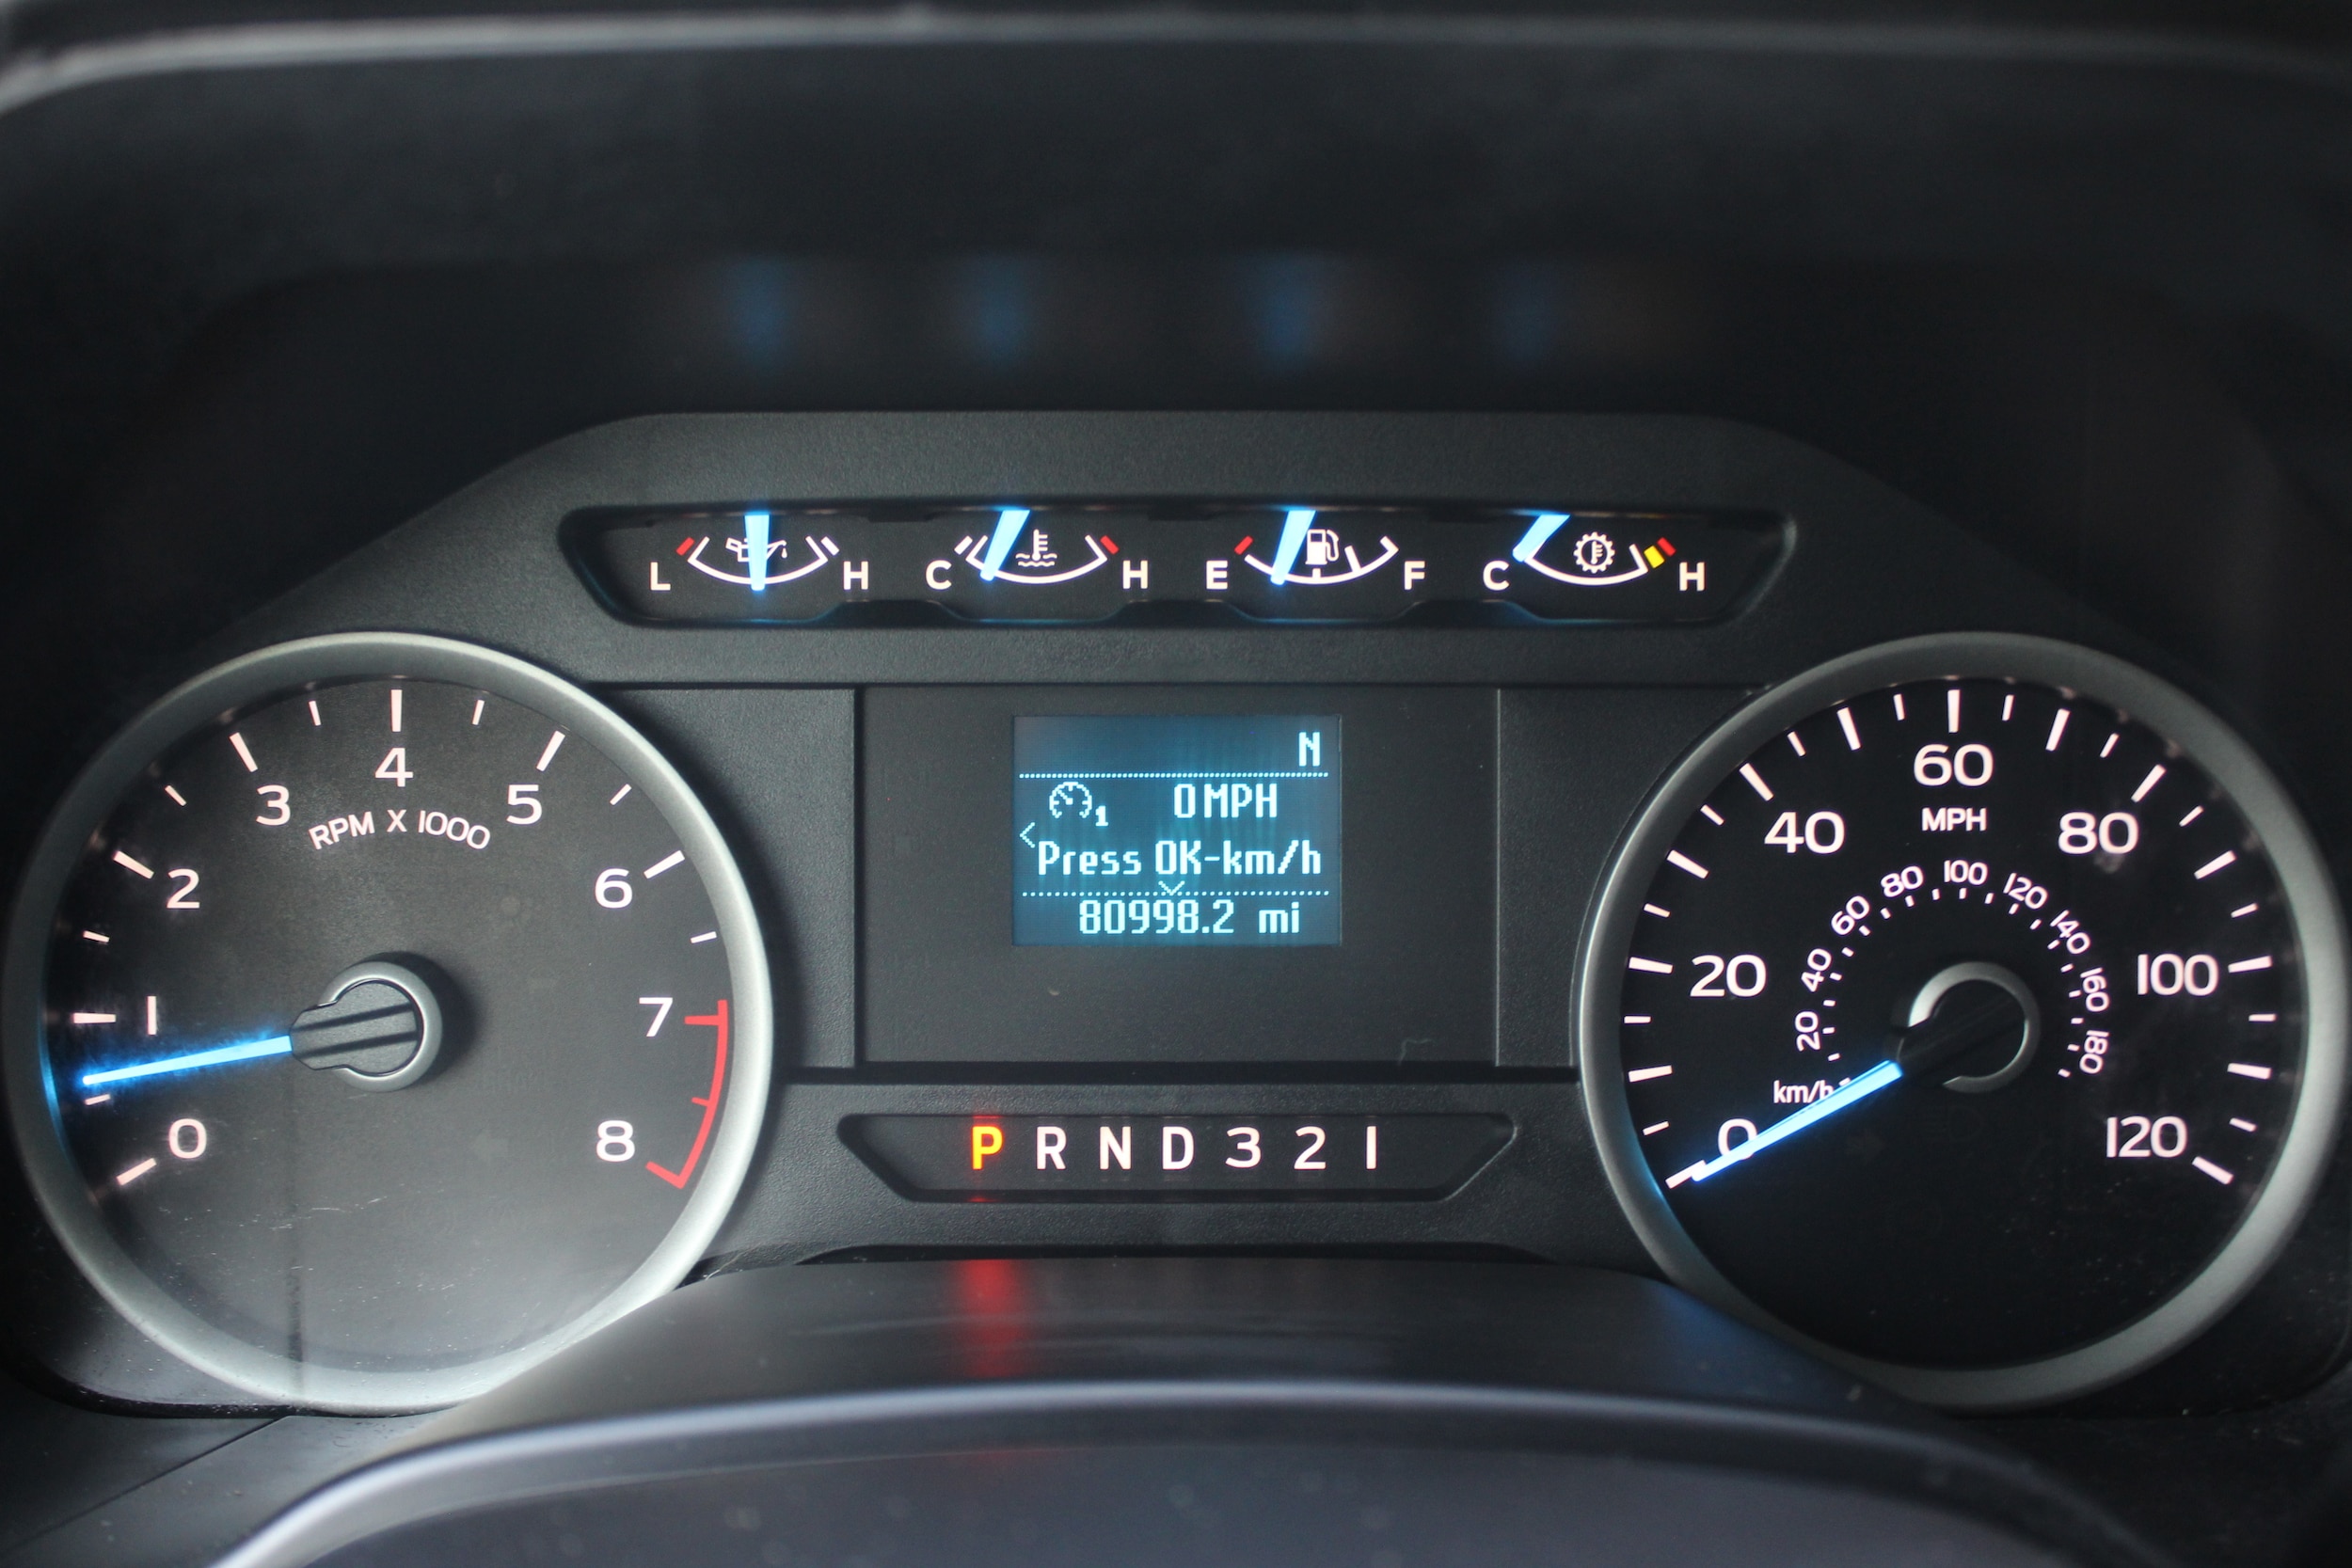 L H C H E F C H
3 4 5
2 6
RPM X 1000
1 7
0 8
N
1 0 MPH
Press OK-km/h
80998.2 mi
P R N D 3 2 1
60
MPH
40 80
20 100
0 120
20 40 60 80 100 120 140 160 180
km/h